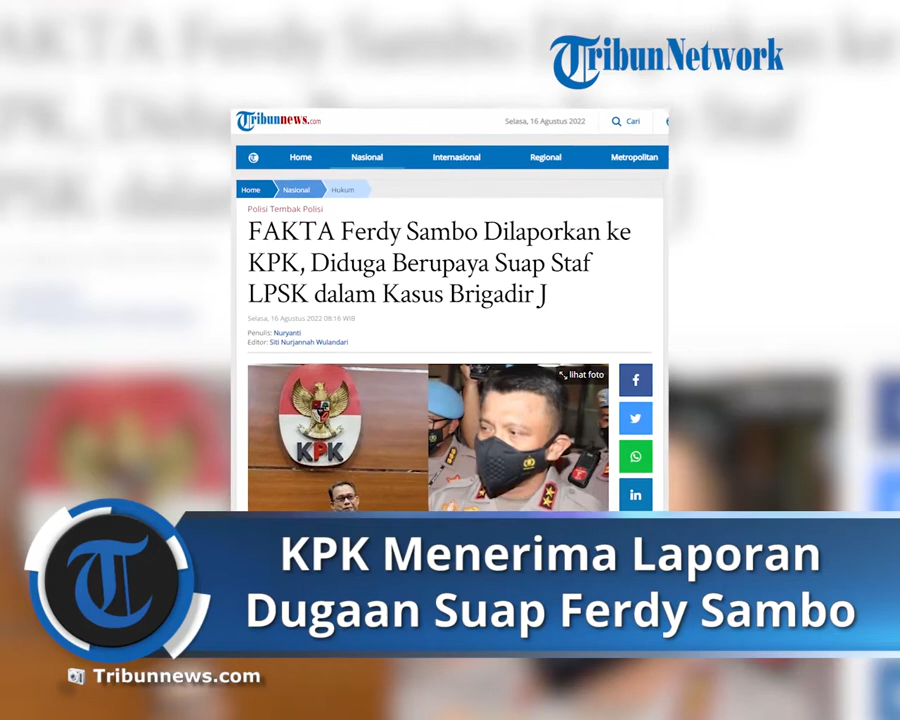 TribunNetwork
Tribunnews.com
Selasa, 16 Agustus 2022
Cari
Home
Nasional
Internasional
Regional
Metropolitan
Home
Nasional
Hukum
Polisi Tembak Polisi
FAKTA Ferdy Sambo Dilaporkan ke
KPK, Diduga Berupaya Suap Staf
LPSK dalam Kasus Brigadir J
Selasa, 16 Agustus 2022 08:16 WIB
Penulis: Nuryanti
Editor: Siti Nurjannah Wulandari
lihat foto
KPK
KPK Menerima Laporan
Dugaan Suap Ferdy Sambo
Tribunnews.com